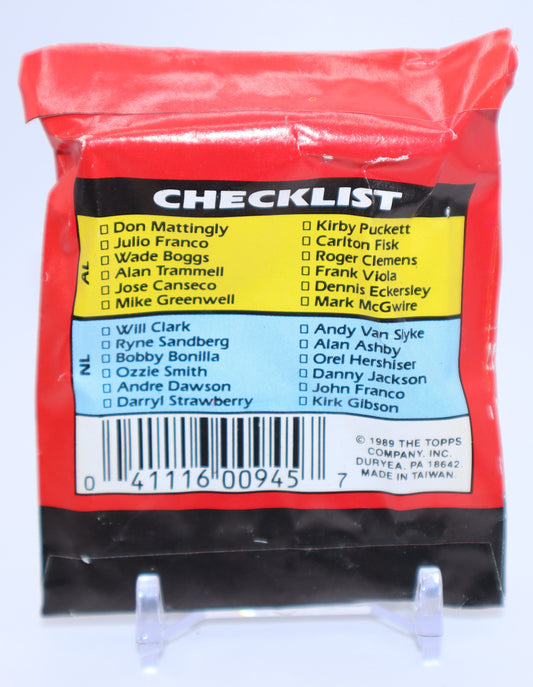 CHECKLIST
AL
☐ Don Mattingly
☐ Julio Franco
☐ Wade Boggs
☐ Alan Trammell
☐ Jose Canseco
☐ Mike Greenwell
☐ Kirby Puckett
☐ Carlton Fisk
☐ Roger Clemens
☐ Frank Viola
☐ Dennis Eckersley
☐ Mark McGwire
NL
☐ Will Clark
☐ Ryne Sandberg
☐ Bobby Bonilla
☐ Ozzie Smith
☐ Andre Dawson
☐ Darryl Strawberry
☐ Andy Van Slyke
☐ Alan Ashby
☐ Orel Hershiser
☐ Danny Jackson
☐ John Franco
☐ Kirk Gibson
0 41116 00945 7
© 1989 THE TOPPS
COMPANY, INC.
DURYEA, PA 18642
MADE IN TAIWAN.